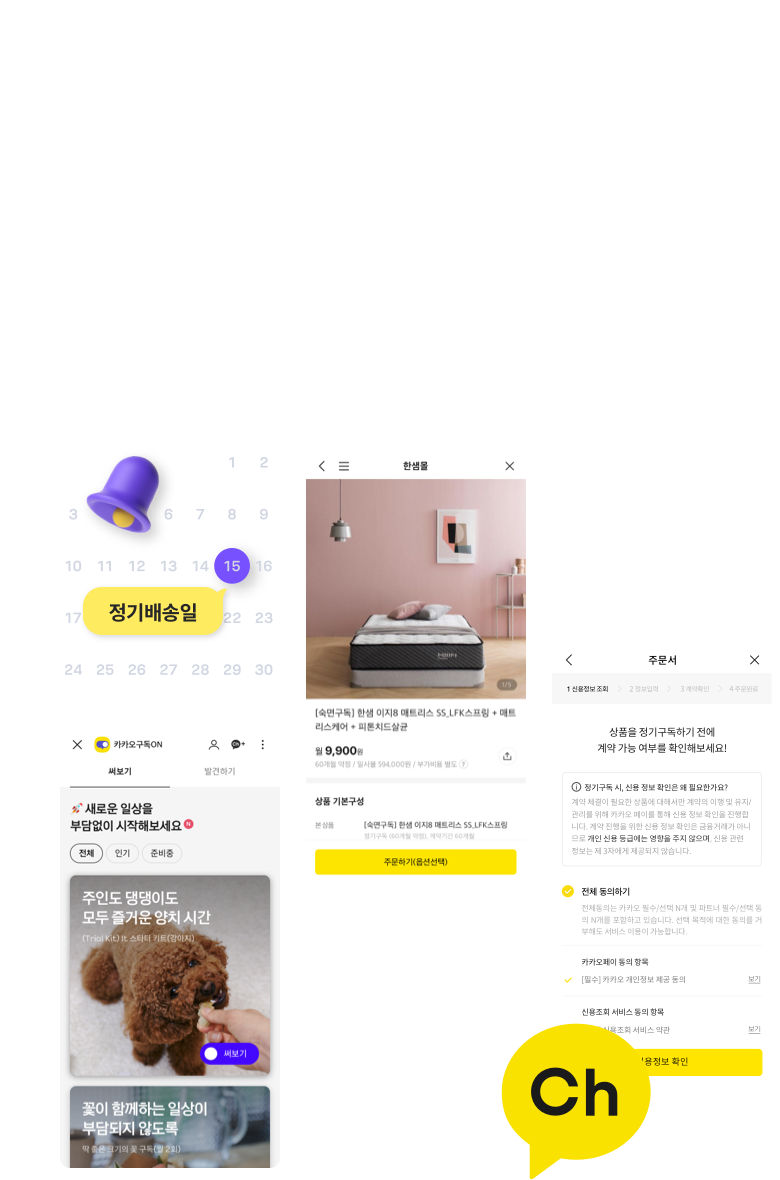 1 2
3 6 7 8 9
10 11 12 13 14 15 16
17 22 23
정기배송일
24 25 26 27 28 29 30
카카오구독ON
Ch+
써보기 발견하기
🚀 새로운 일상을
부담없이 시작해보세요 N
전체 인기 준비중
주인도 댕댕이도
모두 즐거운 양치 시간
(Triol Kit) It 스타터 키트(강아지)
써보기
꽃이 함께하는 일상이
부담되지 않도록
딱 좋은 크기의 꽃 구독(월 2회)
한샘몰
1/5
[숙면구독] 한샘 이지8 매트리스 SS_LFK스프링 + 매트
리스케어 + 피톤치드살균
월 9,900원
60개월 약정 / 일시불 594,000원 / 부가비용 별도 ?
상품 기본구성
본상품 [숙면구독] 한샘 이지8 매트리스 SS_LFK스프링
정기구독 (60개월 약정), 계약기간 60개월
주문하기(옵션선택)
주문서
1 신용정보 조회 2 정보입력 3 계약확인 4 주문완료
상품을 정기구독하기 전에
계약 가능 여부를 확인해보세요!
정기구독 시, 신용 정보 확인은 왜 필요한가요?
계약 체결이 필요한 상품에 대해서만 계약의 이행 및 유지/
관리를 위해 카카오 페이를 통해 신용 정보 확인을 진행합
니다. 계약 진행을 위한 신용 정보 확인은 금융거래가 아니
므로 개인 신용 등급에는 영향을 주지 않으며, 신용 관련
정보는 제 3자에게 제공되지 않습니다.
전체 동의하기
전체동의는 카카오 필수/선택 N개 및 파트너 필수/선택 동
의 N개를 포함하고 있습니다. 선택 목적에 대한 동의를 거
부해도 서비스 이용이 가능합니다.
카카오페이 동의 항목
[필수] 카카오 개인정보 제공 동의 보기
신용조회 서비스 동의 항목
신용조회 서비스 약관 보기
신용정보 확인
Ch